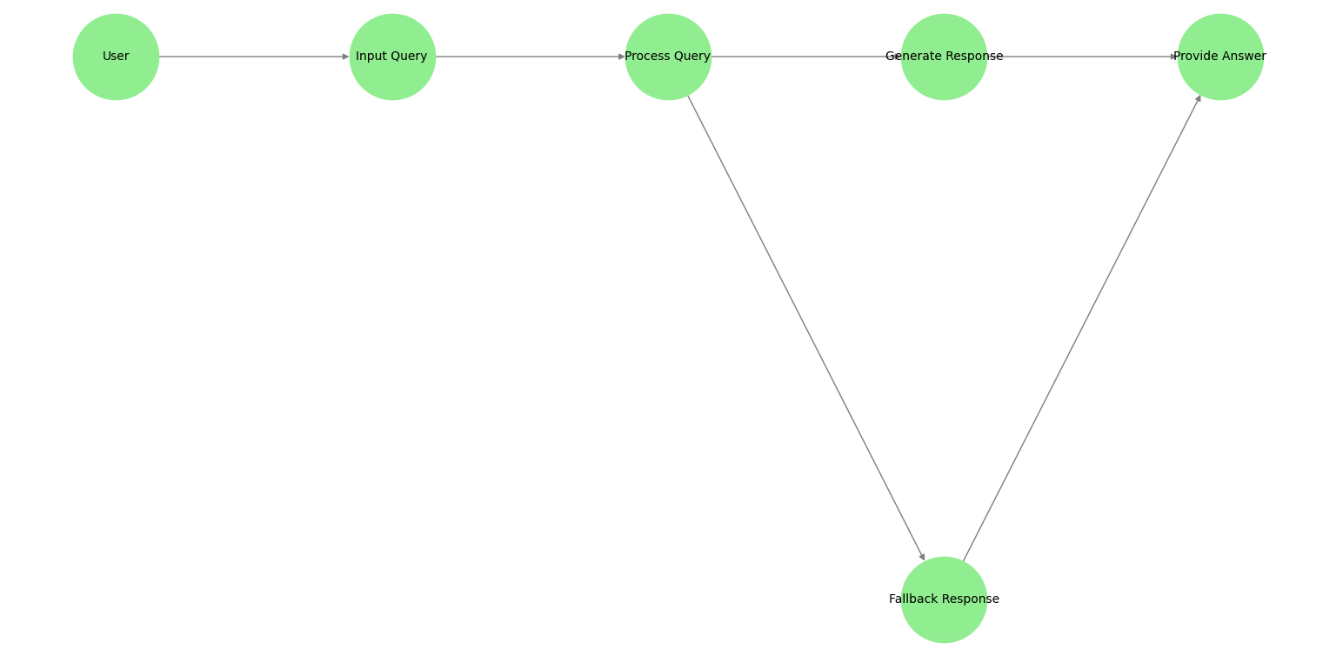 User
Input Query
Process Query
Generate Response
Provide Answer
Fallback Response